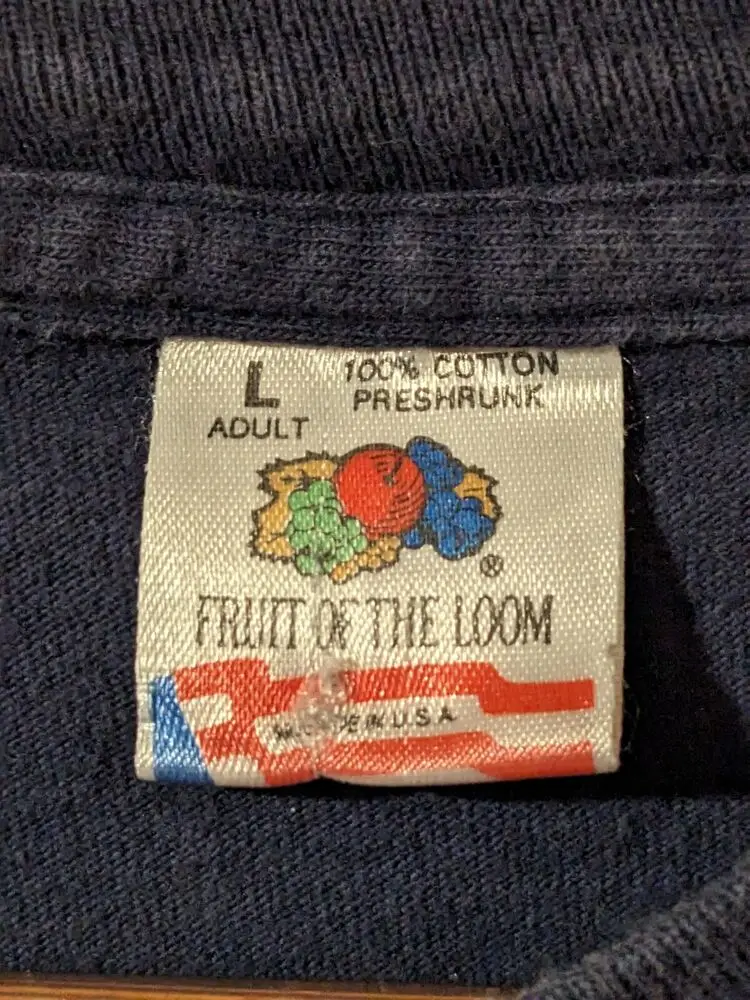 L
ADULT
100% COTTON
PRESHRUNK
®
FRUIT OF THE LOOM
MADE IN U.S.A